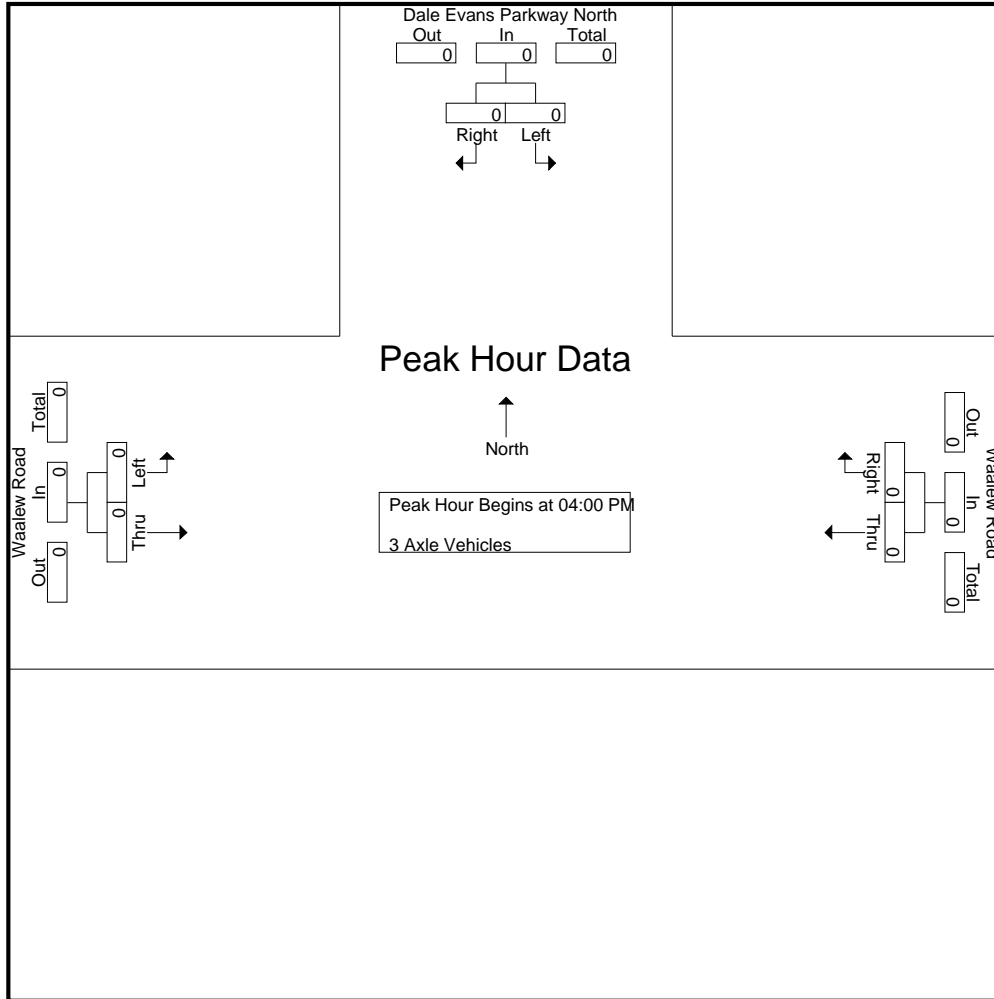 Dale Evans Parkway North
Out In Total
0 0 0
0 0
Right Left
Peak Hour Data
North
Peak Hour Begins at 04:00 PM
3 Axle Vehicles
Waalew Road
Total In Out
0 0 0
0 0
Left Thru
Waalew Road
Out In Total
0 0 0
0 0
Right Thru